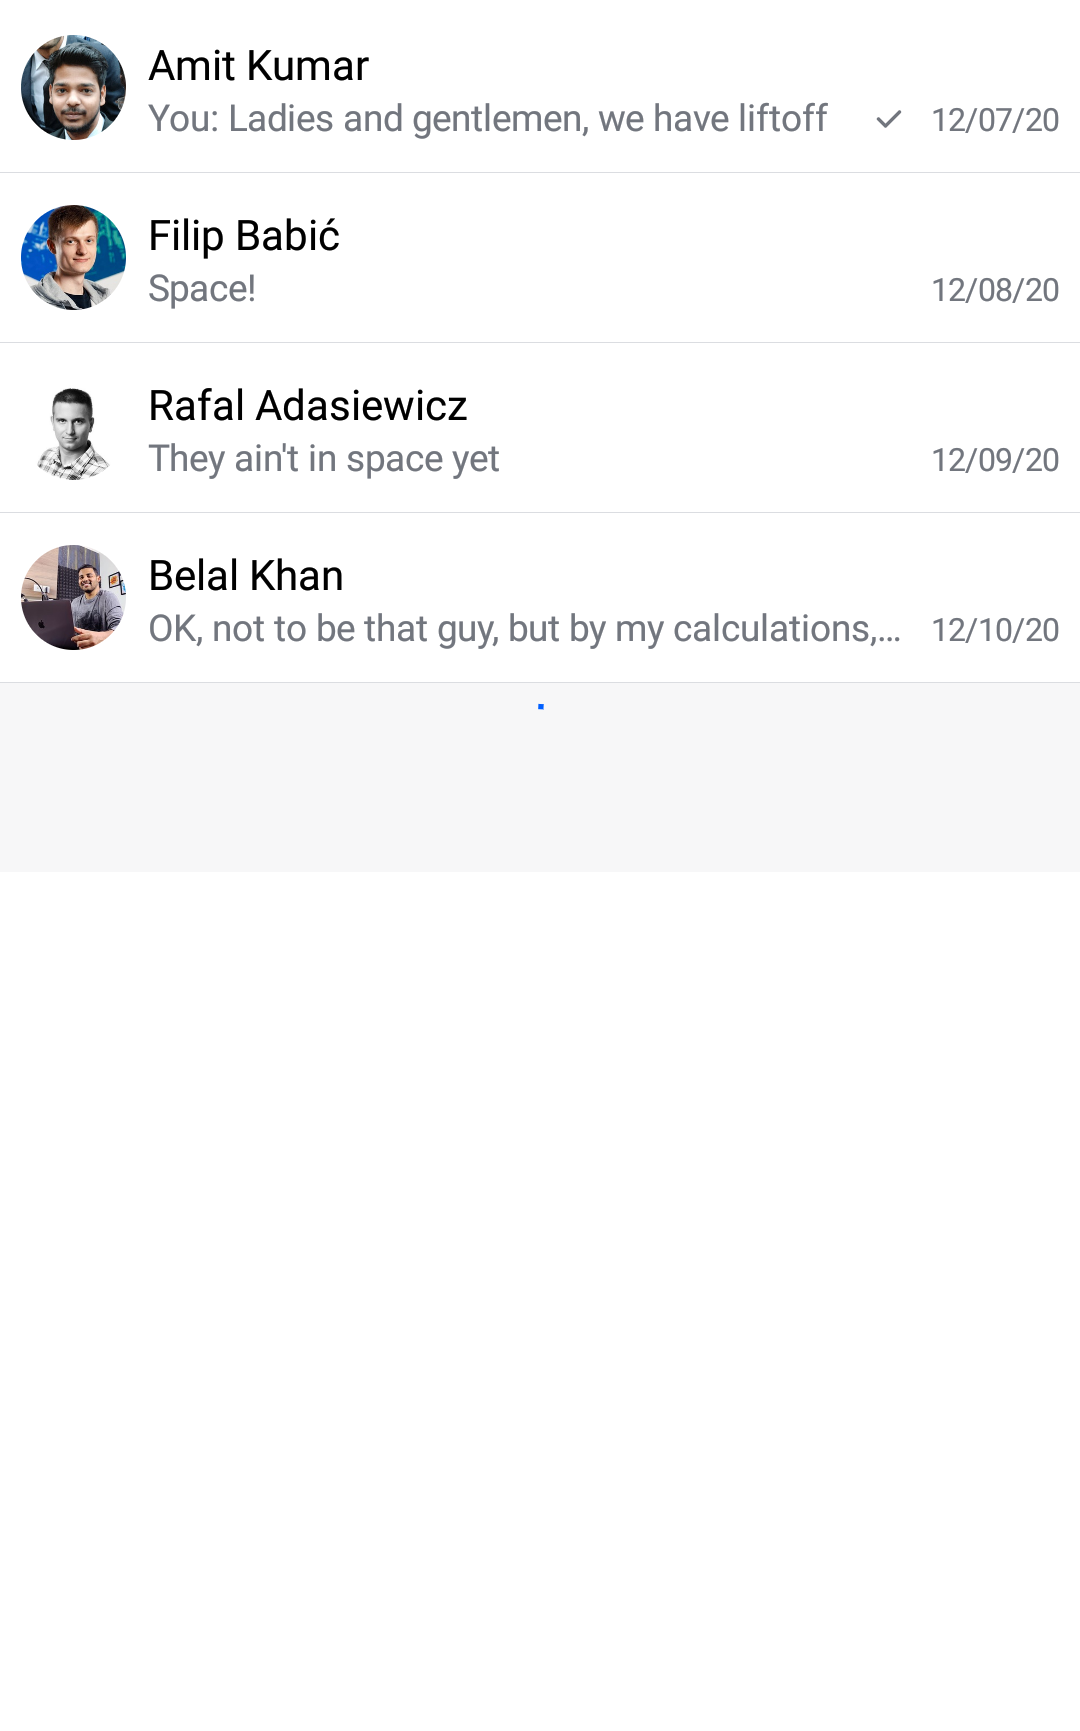 Amit Kumar
You: Ladies and gentlemen, we have liftoff 12/07/20
Filip Babić
Space! 12/08/20
Rafal Adasiewicz
They ain't in space yet 12/09/20
Belal Khan
OK, not to be that guy, but by my calculations,... 12/10/20